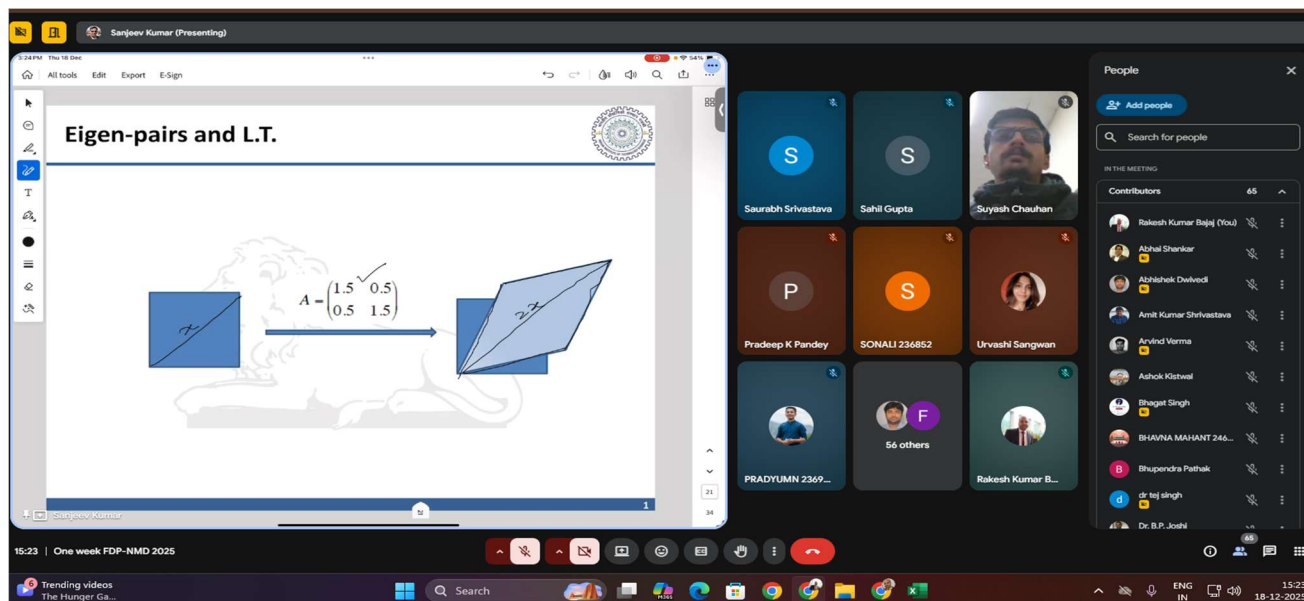 Sanjeev Kumar (Presenting)
3:24 PM Thu 18 Dec
54%
All tools Edit Export E-Sign
Eigen-pairs and L.T.
x
A = (1.5 0.5
0.5 1.5)
2x
1
21
34
Sanjeev Kumar
S
Saurabh Srivastava
S
Sahil Gupta
Suyash Chauhan
P
Pradeep K Pandey
S
SONALI 236852
Urvashi Sangwan
PRADYUMN 2369...
F
56 others
Rakesh Kumar B...
People
Add people
Search for people
IN THE MEETING
Contributors 65
Rakesh Kumar Bajaj (You)
Abhai Shankar
Abhishek Dwivedi
Amit Kumar Shrivastava
Arvind Verma
Ashok Kistwal
Bhagat Singh
BHAVNA MAHANT 246...
B Bhupendra Pathak
d dr tej singh
Dr. B.P. Joshi
15:23 | One week FDP-NMD 2025
65
6
Trending videos
The Hunger Ga...
Search
ENG
IN
15:23
18-12-2025